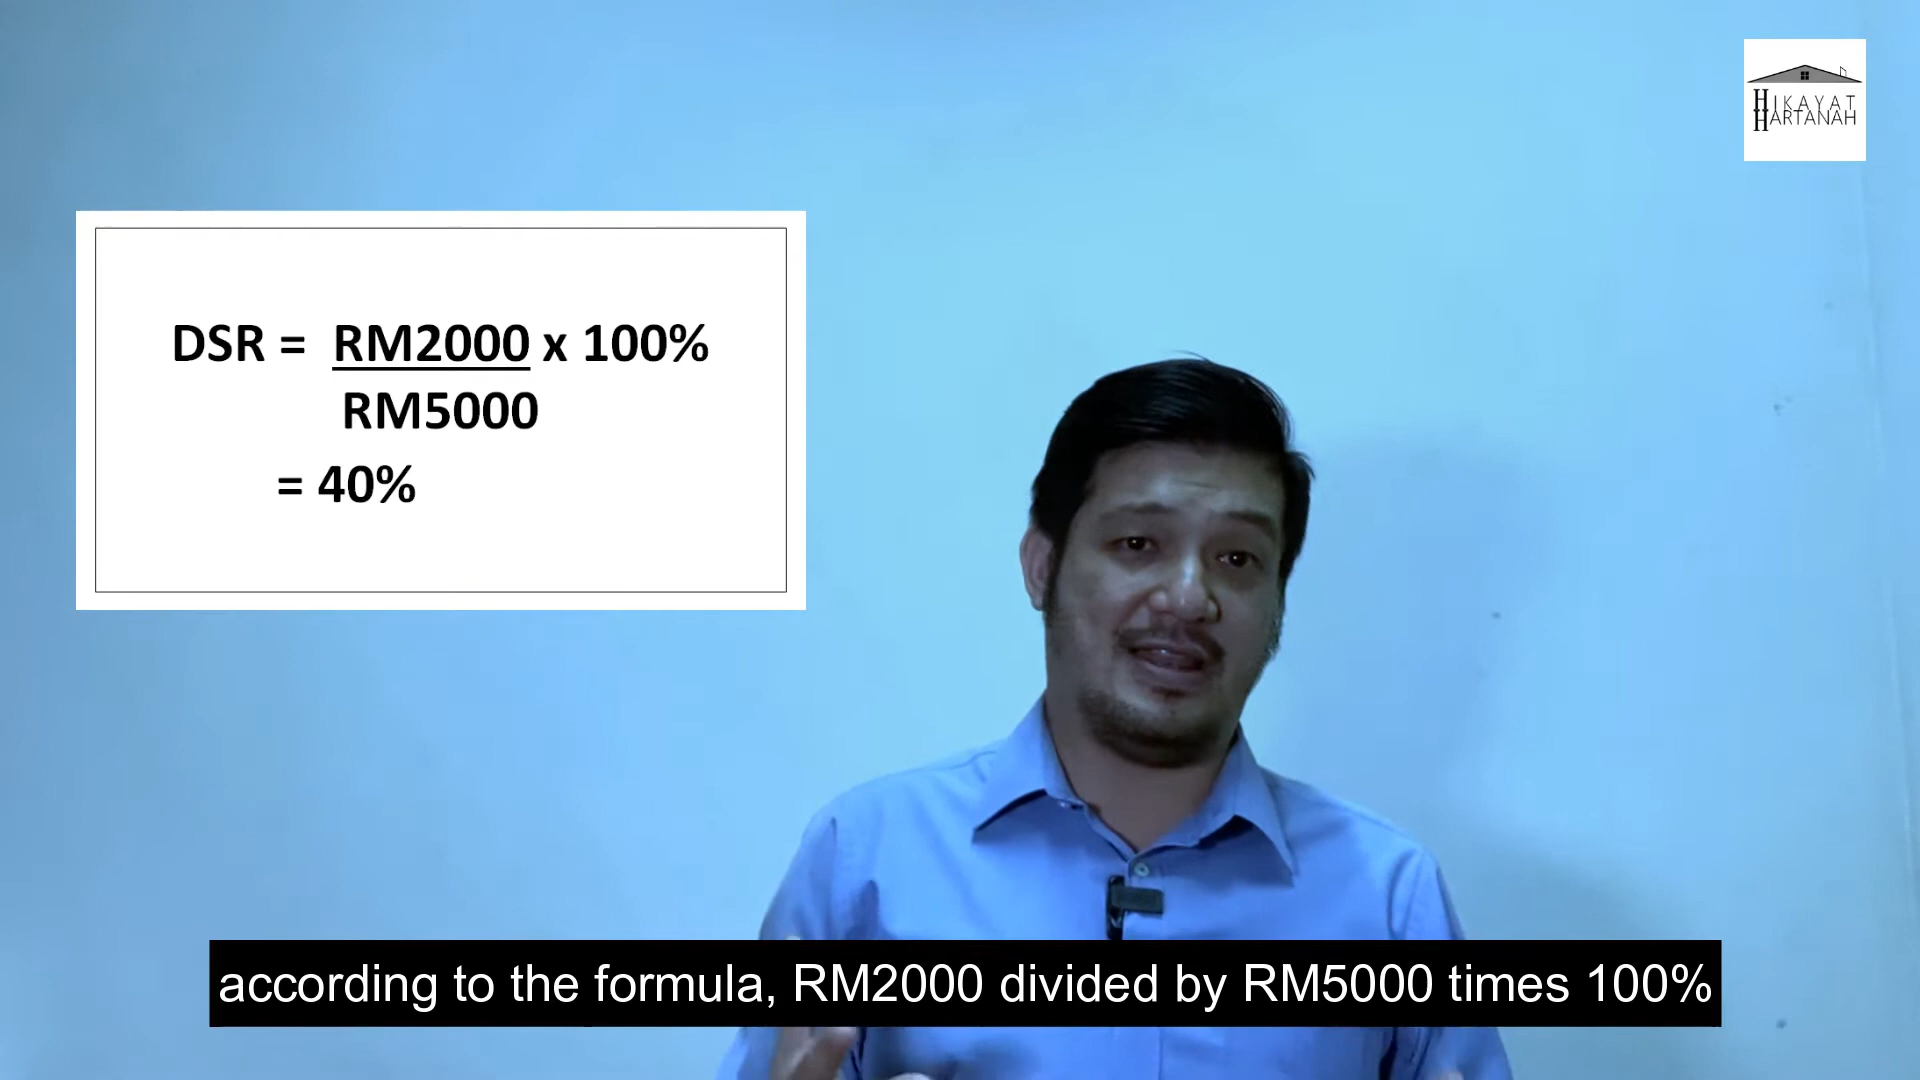 HIKAYAT
HARTANAH
DSR = RM2000 x 100%
RM5000
= 40%
according to the formula, RM2000 divided by RM5000 times 100%